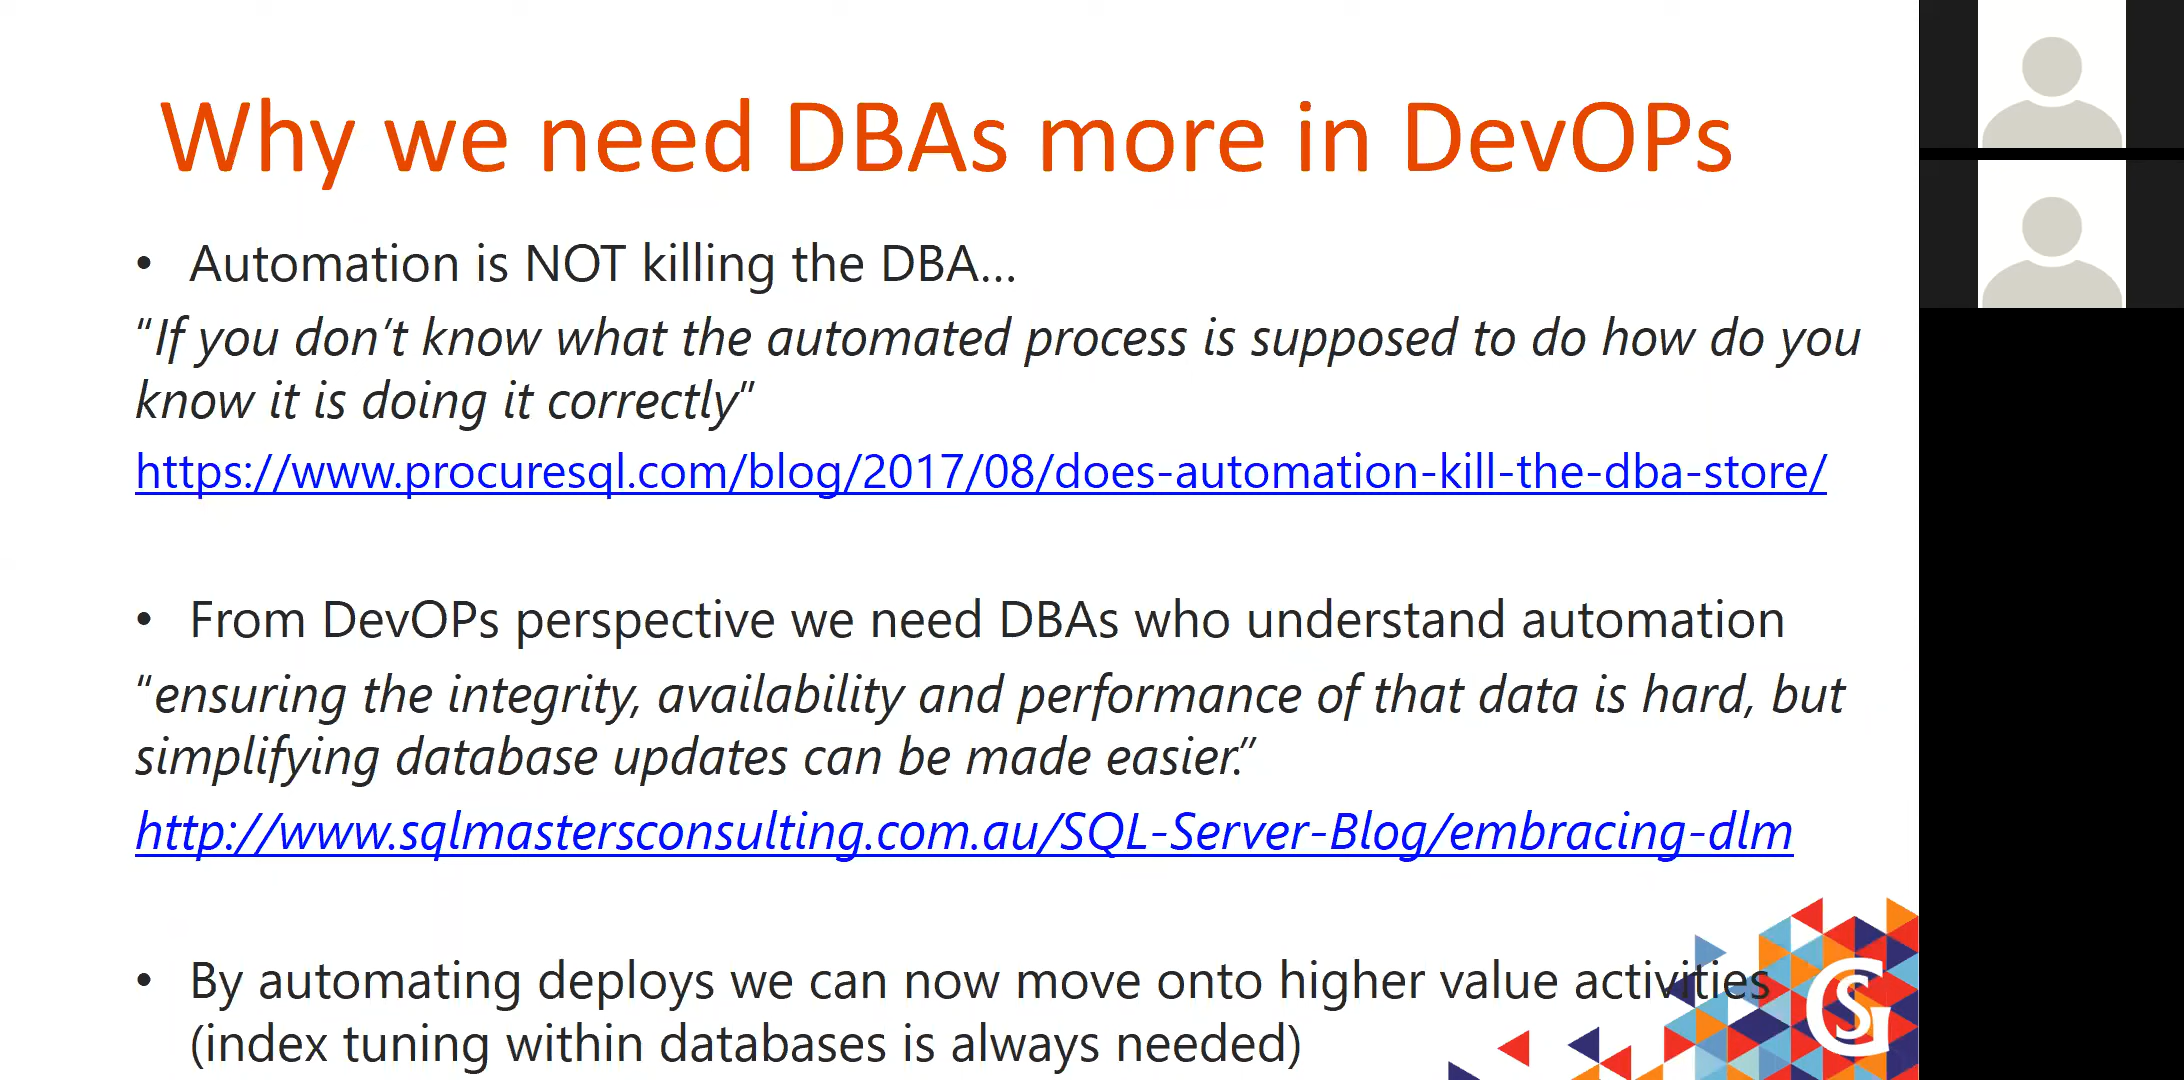 Why we need DBAs more in DevOPs
• Automation is NOT killing the DBA...
“If you don’t know what the automated process is supposed to do how do you
know it is doing it correctly”
https://www.procuresql.com/blog/2017/08/does-automation-kill-the-dba-store/
• From DevOPs perspective we need DBAs who understand automation
“ensuring the integrity, availability and performance of that data is hard, but
simplifying database updates can be made easier.”
http://www.sqlmastersconsulting.com.au/SQL-Server-Blog/embracing-dlm
• By automating deploys we can now move onto higher value activities
(index tuning within databases is always needed)